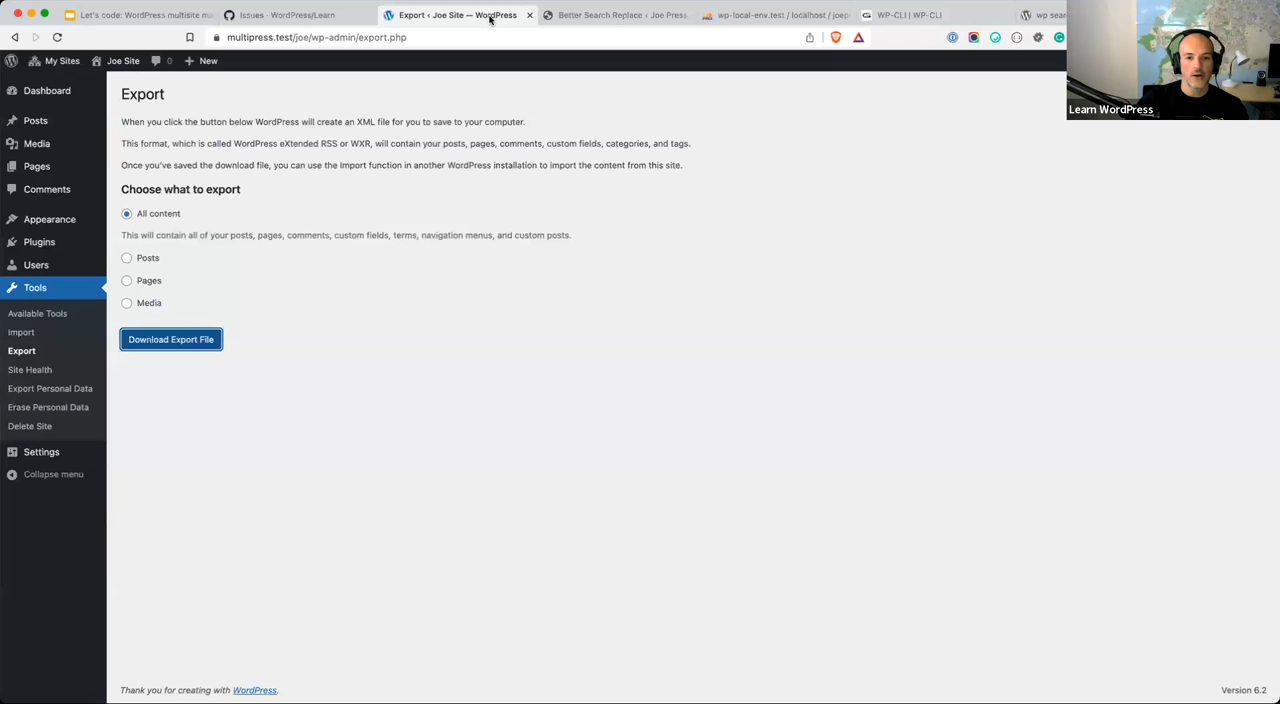 Let's code: WordPress multisite mu
Issues · WordPress/Learn
Export ‹ Joe Site — WordPress
Better Search Replace ‹ Joe Press
wp-local-env.test / localhost / joep
WP-CLI | WP-CLI
wp sear
multipress.test/joe/wp-admin/export.php
My Sites
Joe Site
0
New
Learn WordPress
Dashboard
Posts
Media
Pages
Comments
Appearance
Plugins
Users
Tools
Available Tools
Import
Export
Site Health
Export Personal Data
Erase Personal Data
Delete Site
Settings
Collapse menu
Export
When you click the button below WordPress will create an XML file for you to save to your computer.
This format, which is called WordPress eXtended RSS or WXR, will contain your posts, pages, comments, custom fields, categories, and tags.
Once you've saved the download file, you can use the Import function in another WordPress installation to import the content from this site.
Choose what to export
All content
This will contain all of your posts, pages, comments, custom fields, terms, navigation menus, and custom posts.
Posts
Pages
Media
Download Export File
Thank you for creating with WordPress.
Version 6.2